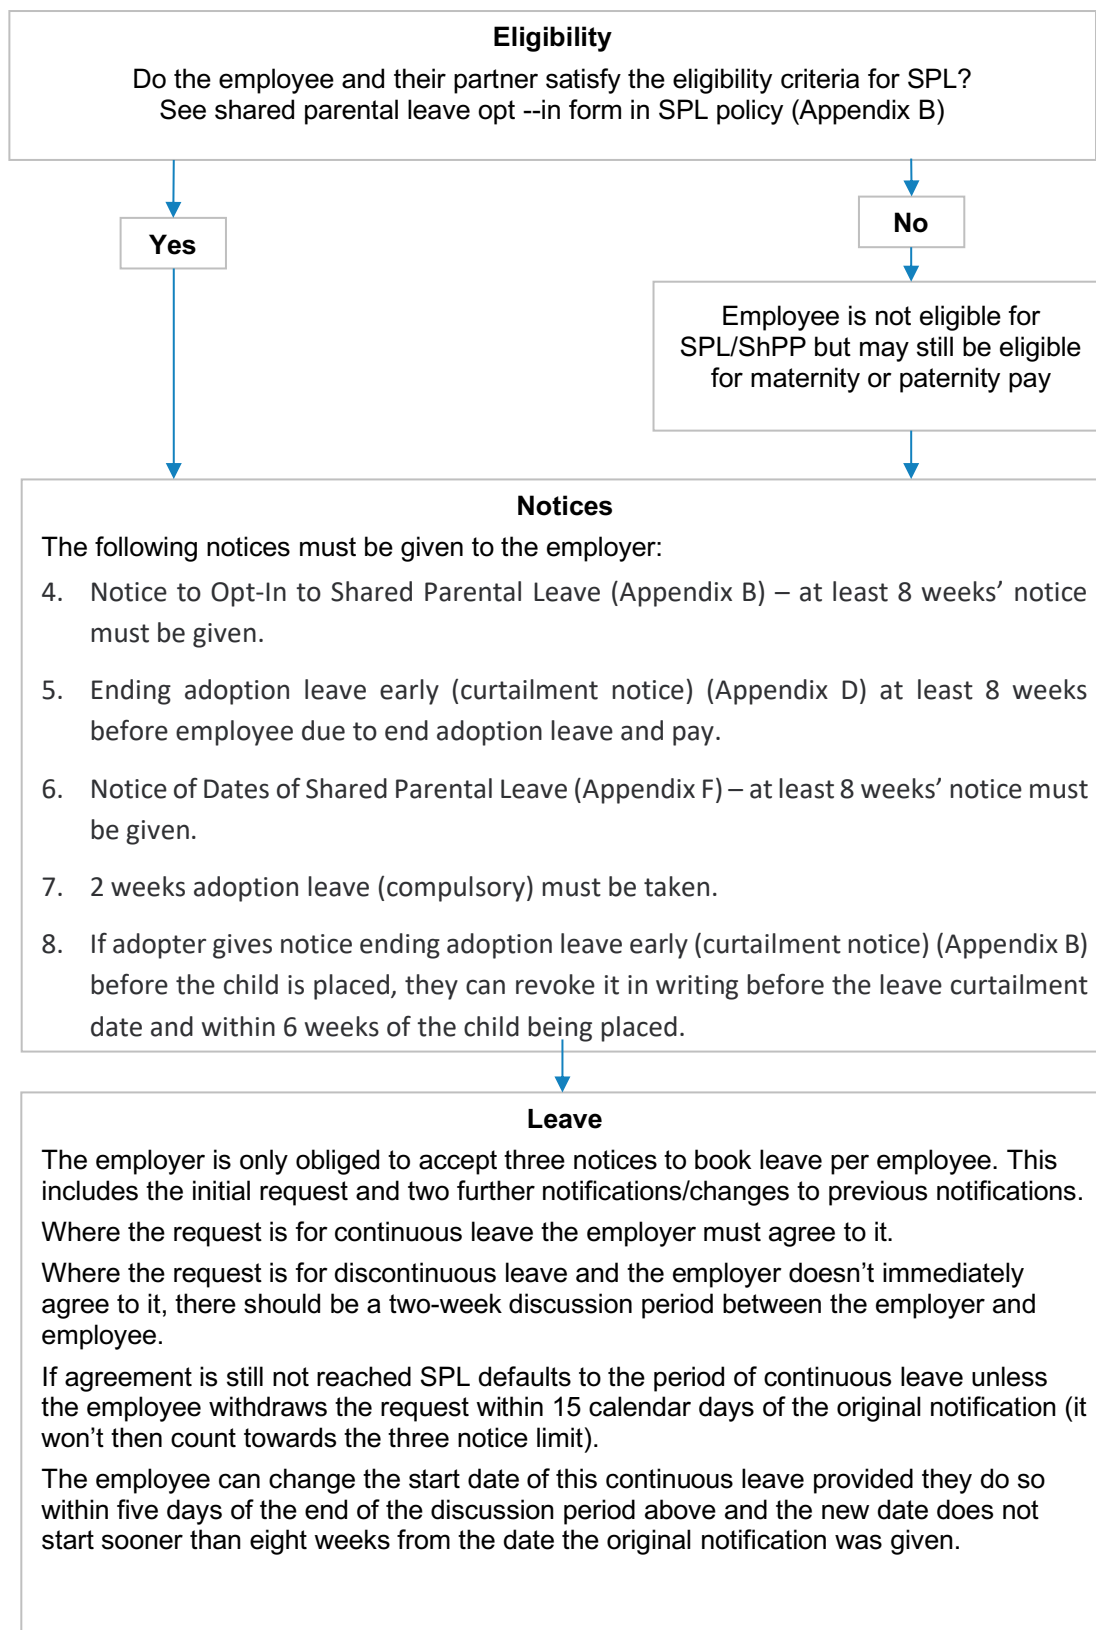 Eligibility
Do the employee and their partner satisfy the eligibility criteria for SPL?
See shared parental leave opt --in form in SPL policy (Appendix B)
Yes
No
Employee is not eligible for
SPL/ShPP but may still be eligible
for maternity or paternity pay
Notices
The following notices must be given to the employer:
4. Notice to Opt-In to Shared Parental Leave (Appendix B) – at least 8 weeks’ notice
must be given.
5. Ending adoption leave early (curtailment notice) (Appendix D) at least 8 weeks
before employee due to end adoption leave and pay.
6. Notice of Dates of Shared Parental Leave (Appendix F) – at least 8 weeks’ notice must
be given.
7. 2 weeks adoption leave (compulsory) must be taken.
8. If adopter gives notice ending adoption leave early (curtailment notice) (Appendix B)
before the child is placed, they can revoke it in writing before the leave curtailment
date and within 6 weeks of the child being placed.
Leave
The employer is only obliged to accept three notices to book leave per employee. This
includes the initial request and two further notifications/changes to previous notifications.
Where the request is for continuous leave the employer must agree to it.
Where the request is for discontinuous leave and the employer doesn’t immediately
agree to it, there should be a two-week discussion period between the employer and
employee.
If agreement is still not reached SPL defaults to the period of continuous leave unless
the employee withdraws the request within 15 calendar days of the original notification (it
won’t then count towards the three notice limit).
The employee can change the start date of this continuous leave provided they do so
within five days of the end of the discussion period above and the new date does not
start sooner than eight weeks from the date the original notification was given.